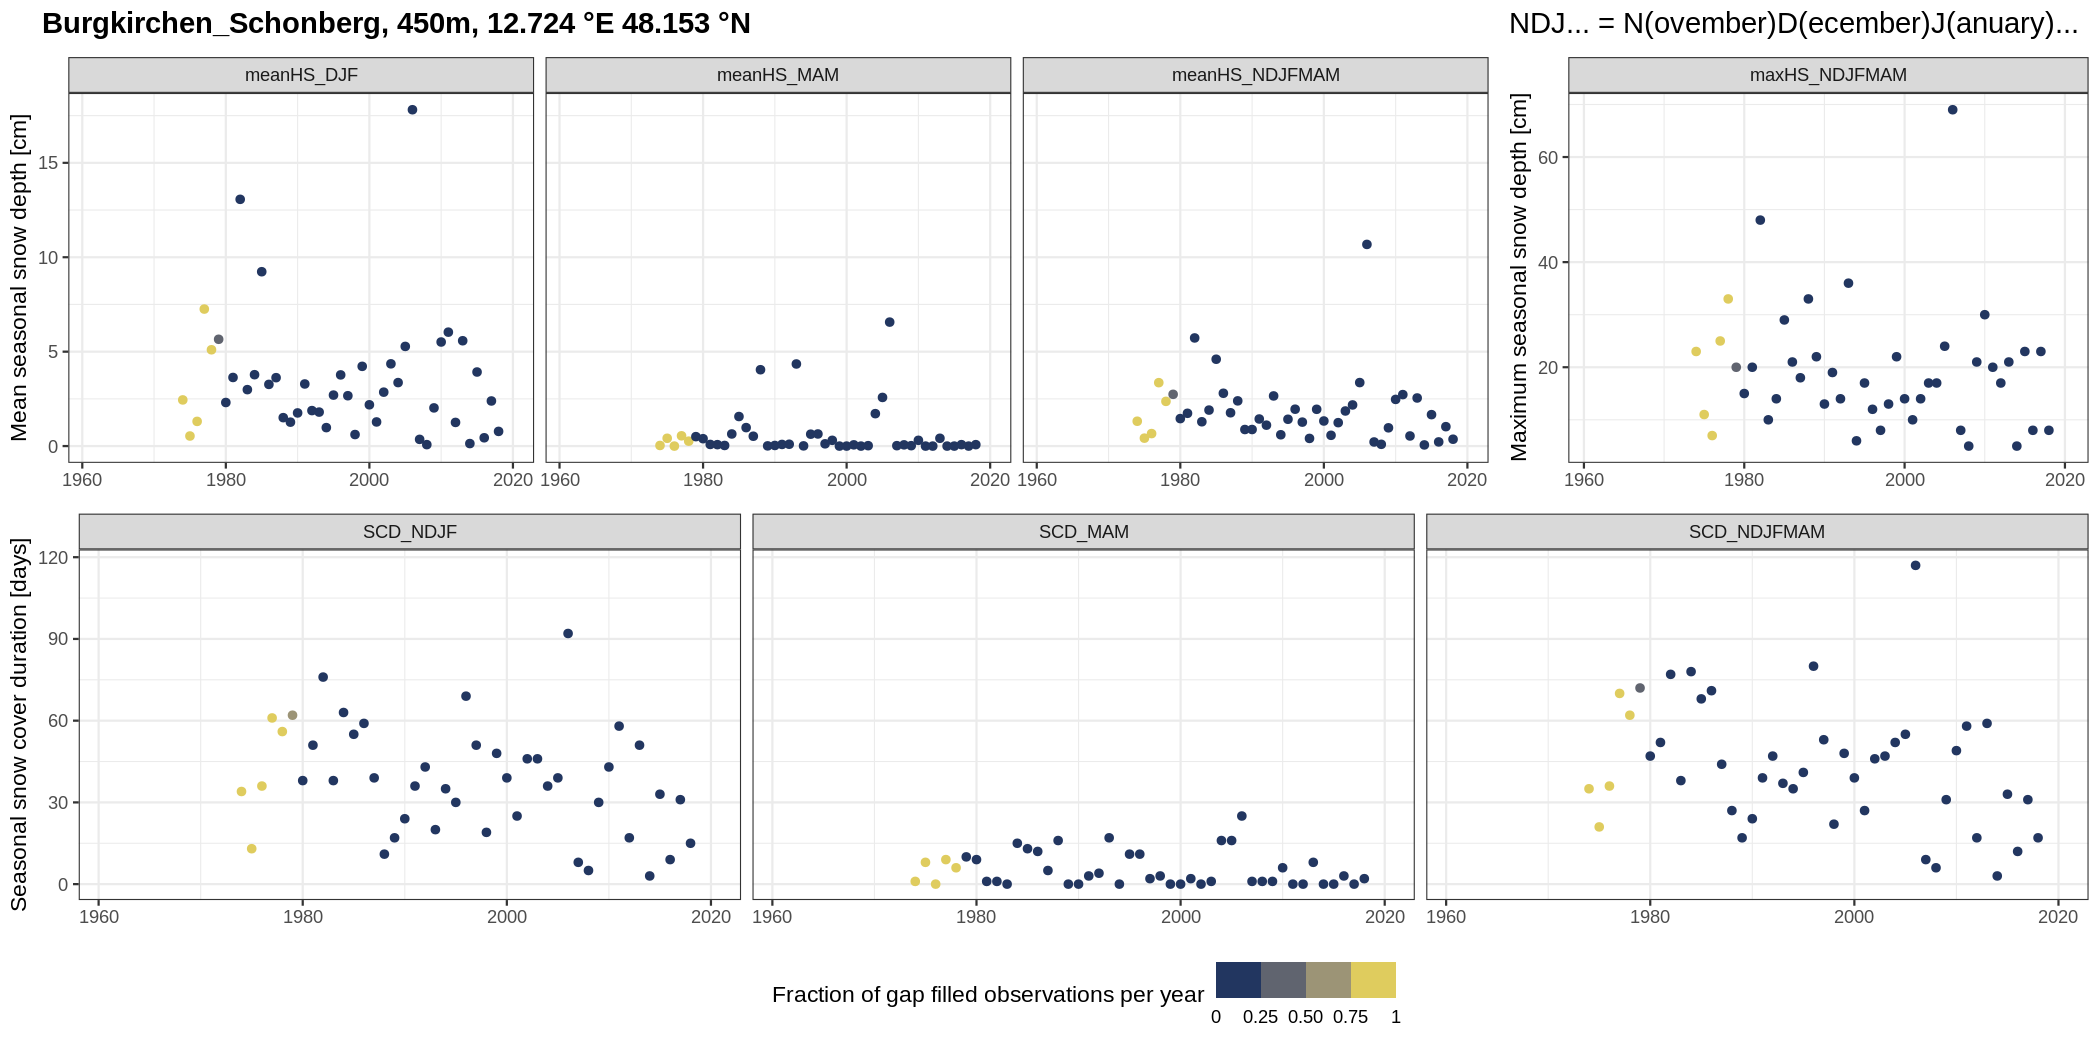 Burgkirchen_Schonberg, 450m, 12.724 °E 48.153 °N
NDJ... = N(ovember)D(ecember)J(anuary)...
meanHS_DJF
meanHS_MAM
meanHS_NDJFMAM
maxHS_NDJFMAM
Mean seasonal snow depth [cm]
15
10
5
0
1960 1980 2000 2020
1960 1980 2000 2020
1960 1980 2000 2020
Maximum seasonal snow depth [cm]
60
40
20
1960 1980 2000 2020
SCD_NDJF
SCD_MAM
SCD_NDJFMAM
Seasonal snow cover duration [days]
120
90
60
30
0
1960 1980 2000 2020
1960 1980 2000 2020
1960 1980 2000 2020
Fraction of gap filled observations per year
0 0.25 0.50 0.75 1